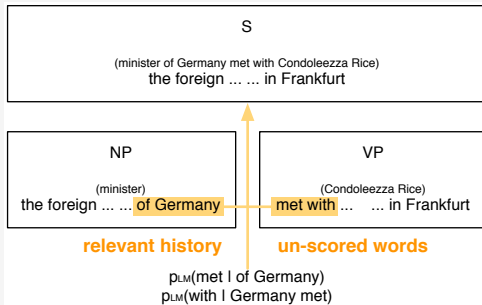 S
(minister of Germany met with Condoleezza Rice)
the foreign ... ... in Frankfurt
NP
(minister)
the foreign ... ... of Germany
VP
(Condoleezza Rice)
met with ... ... in Frankfurt
relevant history
un-scored words
pLM(met | of Germany)
pLM(with | Germany met)